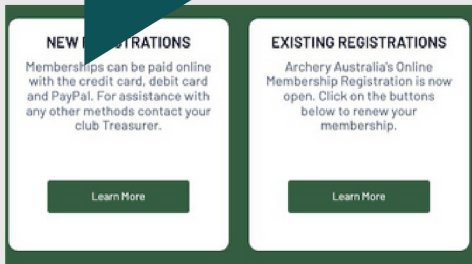 NEW
TRATIONS
Memberships can be paid online
with the credit card, debit card
and PayPal. For assistance with
any other methods contact your
club Treasurer.
Learn More
EXISTING REGISTRATIONS
Archery Australia's Online
Membership Registration is now
open. Click on the buttons
below to renew your
membership.
Learn More